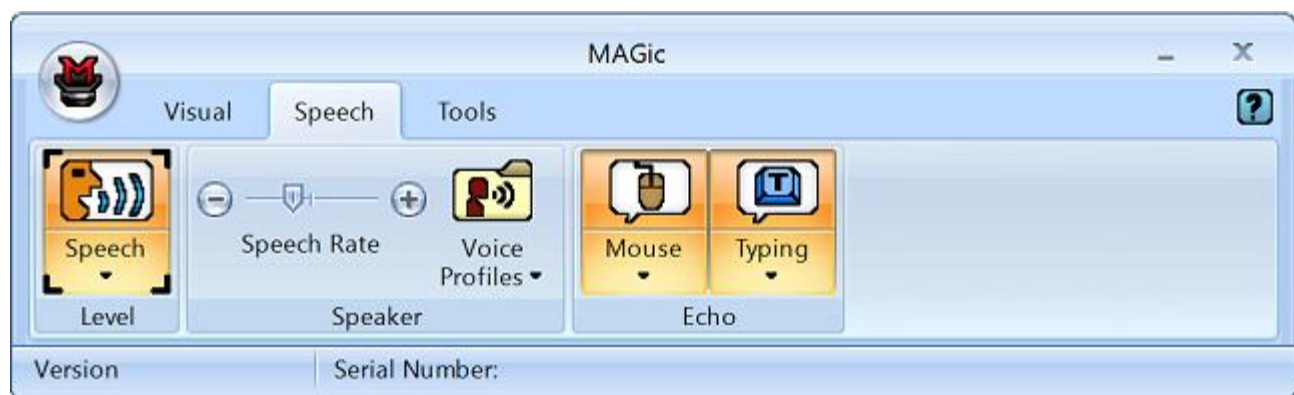 MAGic
Visual Speech Tools
Speech
Speech Rate
Voice
Profiles
Mouse
Typing
Level
Speaker
Echo
Version
Serial Number: